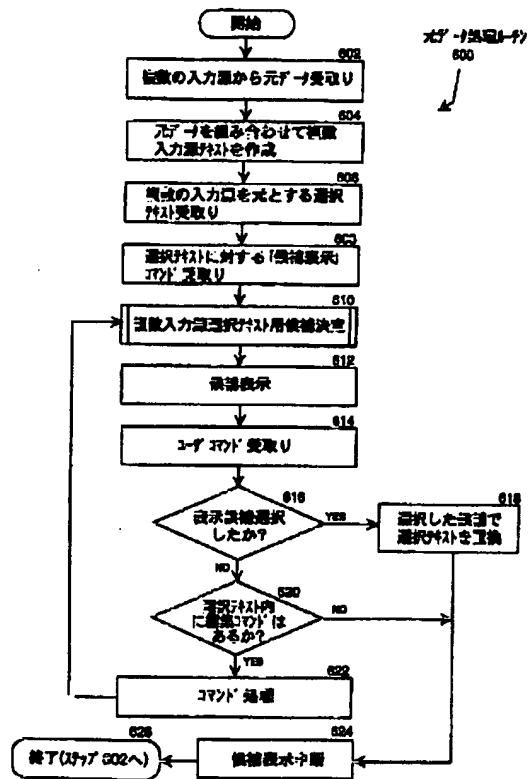 開始
元データ処理ルーチン
600
602
複数の入力源から元データ受取り
604
元データを組み合わせて複数
入力源テキストを作成
606
複数の入力源を元とする選択
テキスト受取り
608
選択テキストに対する「候補表示」
コマンド受取り
610
複数入力源選択テキスト用候補決定
612
候補表示
614
ユーザコマンド受取り
616
表示候補選択
したか?
YES
618
選択した候補で
選択テキストを置換
NO
620
選択テキスト内
に編集コマンドは
あるか?
NO
YES
622
コマンド処理
624
候補表示中断
626
終了(ステップ602へ)